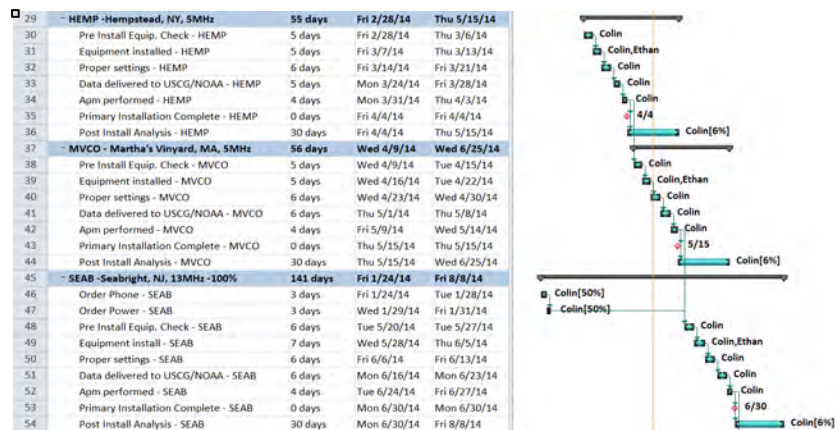 29 - HEMP -Hempstead, NY, 5MHz 55 days Fri 2/28/14 Thu 5/15/14
30 Pre Install Equip. Check - HEMP 5 days Fri 2/28/14 Thu 3/6/14 Colin
31 Equipment installed - HEMP 5 days Fri 3/7/14 Thu 3/13/14 Colin,Ethan
32 Proper settings - HEMP 6 days Fri 3/14/14 Fri 3/21/14 Colin
33 Data delivered to USCG/NOAA - HEMP 5 days Mon 3/24/14 Fri 3/28/14 Colin
34 Apm performed - HEMP 4 days Mon 3/31/14 Thu 4/3/14 Colin
35 Primary Installation Complete - HEMP 0 days Fri 4/4/14 Fri 4/4/14 4/4
36 Post Install Analysis - HEMP 30 days Fri 4/4/14 Thu 5/15/14 Colin[6%]
37 - MVCO - Martha's Vinyard, MA, 5MHz 56 days Wed 4/9/14 Wed 6/25/14
38 Pre Install Equip. Check - MVCO 5 days Wed 4/9/14 Tue 4/15/14 Colin
39 Equipment installed - MVCO 5 days Wed 4/16/14 Tue 4/22/14 Colin,Ethan
40 Proper settings - MVCO 6 days Wed 4/23/14 Wed 4/30/14 Colin
41 Data delivered to USCG/NOAA - MVCO 6 days Thu 5/1/14 Thu 5/8/14 Colin
42 Apm performed - MVCO 4 days Fri 5/9/14 Wed 5/14/14 Colin
43 Primary Installation Complete - MVCO 0 days Thu 5/15/14 Thu 5/15/14 5/15
44 Post Install Analysis - MVCO 30 days Thu 5/15/14 Wed 6/25/14 Colin[6%]
45 - SEAB -Seabright, NJ, 13MHz -100% 141 days Fri 1/24/14 Fri 8/8/14
46 Order Phone - SEAB 3 days Fri 1/24/14 Tue 1/28/14 Colin[50%]
47 Order Power - SEAB 3 days Wed 1/29/14 Fri 1/31/14 Colin[50%]
48 Pre Install Equip. Check - SEAB 6 days Tue 5/20/14 Tue 5/27/14 Colin
49 Equipment install - SEAB 7 days Wed 5/28/14 Thu 6/5/14 Colin,Ethan
50 Proper settings - SEAB 6 days Fri 6/6/14 Fri 6/13/14 Colin
51 Data delivered to USCG/NOAA - SEAB 6 days Mon 6/16/14 Mon 6/23/14 Colin
52 Apm performed - SEAB 4 days Tue 6/24/14 Fri 6/27/14 Colin
53 Primary Installation Complete - SEAB 0 days Mon 6/30/14 Mon 6/30/14 6/30
54 Post Install Analysis - SEAB 30 days Mon 6/30/14 Fri 8/8/14 Colin[6%]